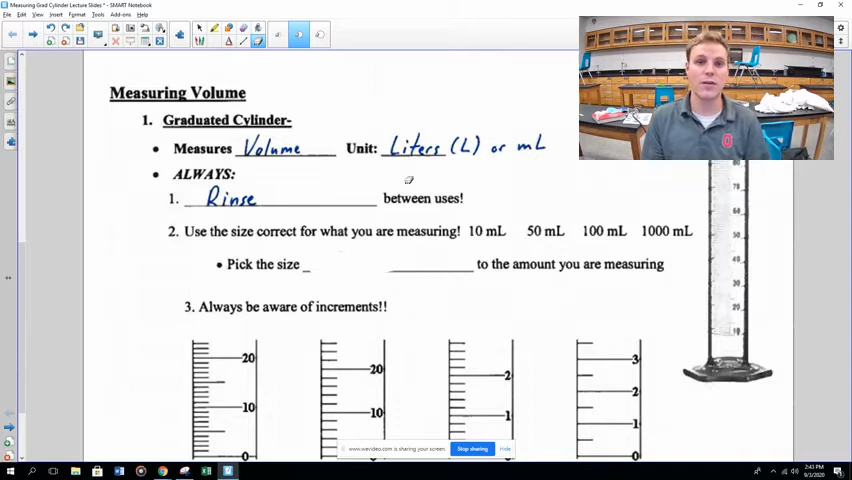 Measuring Grad Cylinder Lecture Slides * - SMART Notebook
File Edit View Insert Format Tools Add-ons Help
Measuring Volume
1. Graduated Cylinder-
• Measures Volume Unit: Liters (L) or mL
• ALWAYS:
1. Rinse between uses!
2. Use the size correct for what you are measuring! 10 mL 50 mL 100 mL 1000 mL
• Pick the size to the amount you are measuring
3. Always be aware of increments!!
20 20 2 3
2
10 10 1 1
0 0 0
www.wevideo.com is sharing your screen. Stop sharing Hide
2:43 PM
9/3/2020